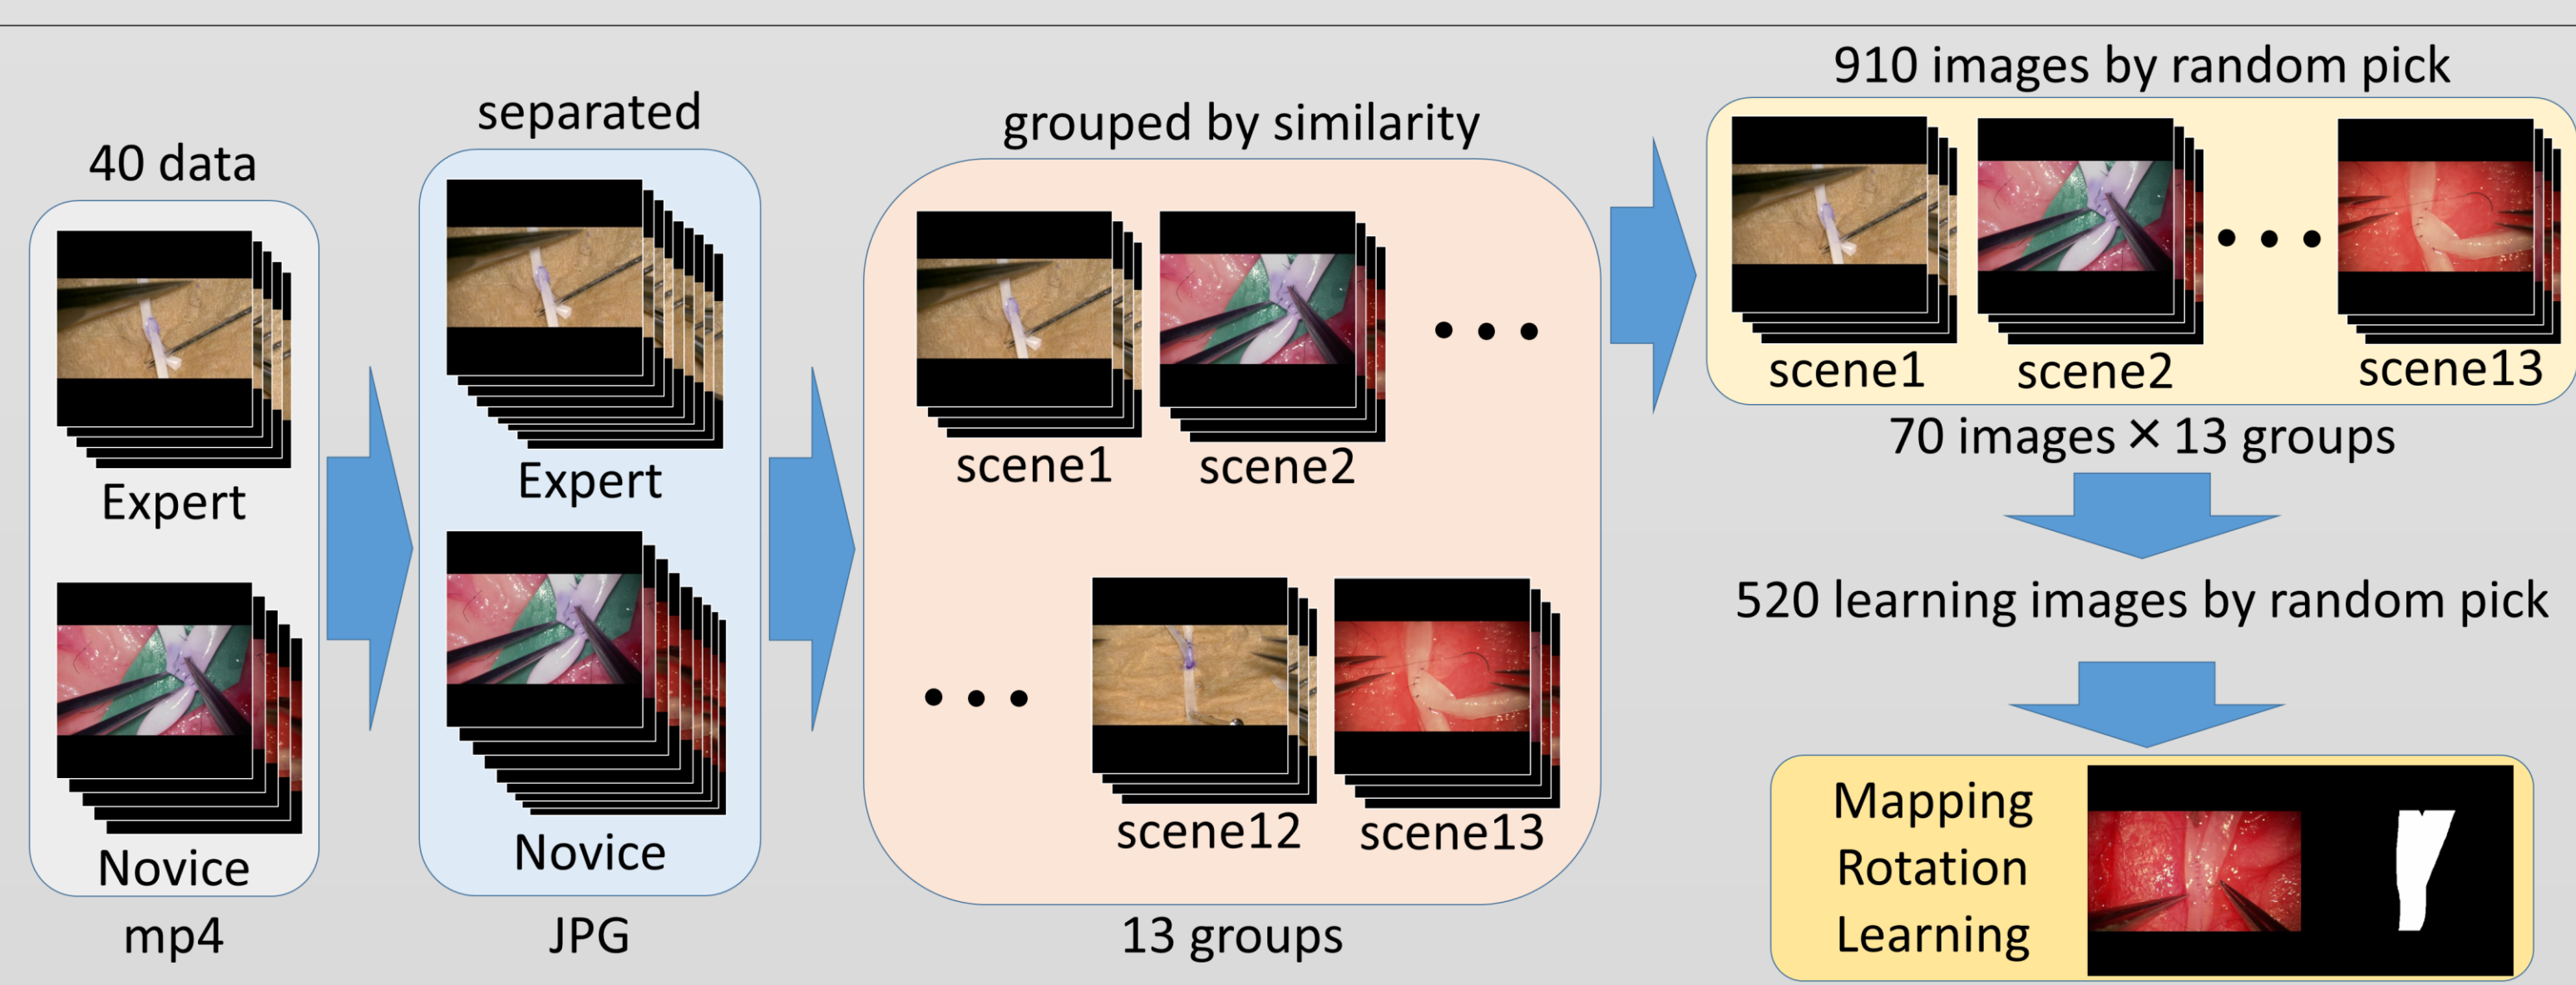 40 data
Expert
Novice
mp4
separated
Expert
Novice
JPG
grouped by similarity
scene1
scene2
scene12
scene13
13 groups
910 images by random pick
scene1
scene2
scene13
70 images × 13 groups
520 learning images by random pick
Mapping
Rotation
Learning